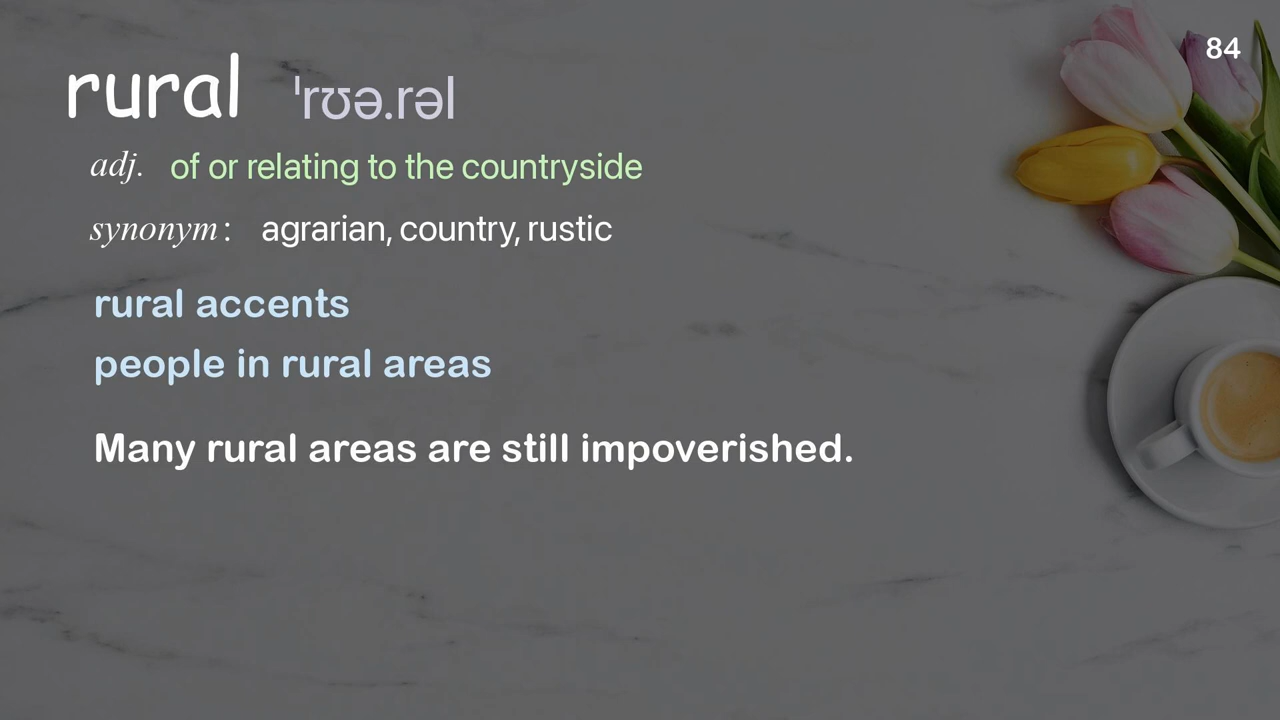 84
rural ˈrʊə.rəl
adj. of or relating to the countryside
synonym: agrarian, country, rustic
rural accents
people in rural areas
Many rural areas are still impoverished.